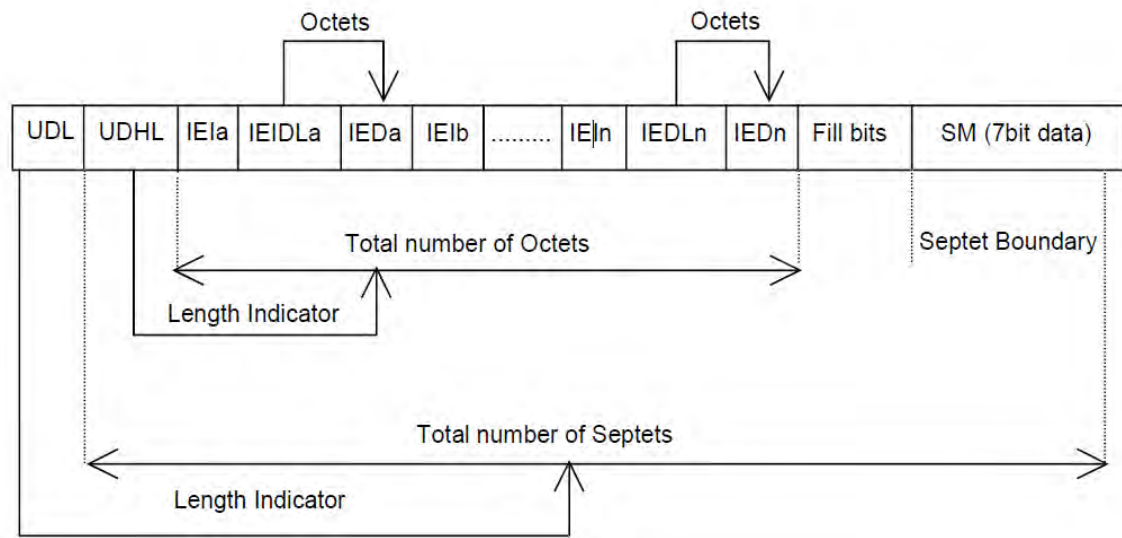 Octets
Octets
UDL UDHL IEIa IEIDLa IEDa IEIb ......... IEIn IEDLn IEDn Fill bits SM (7bit data)
Total number of Octets
Septet Boundary
Length Indicator
Total number of Septets
Length Indicator